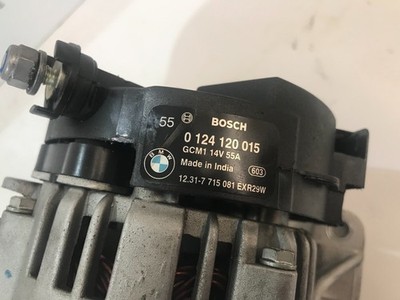 55 BOSCH
0 124 120 015
GCM1 14V 55A
Made in India 603
BMW
12.31-7 715 081 EXR29W